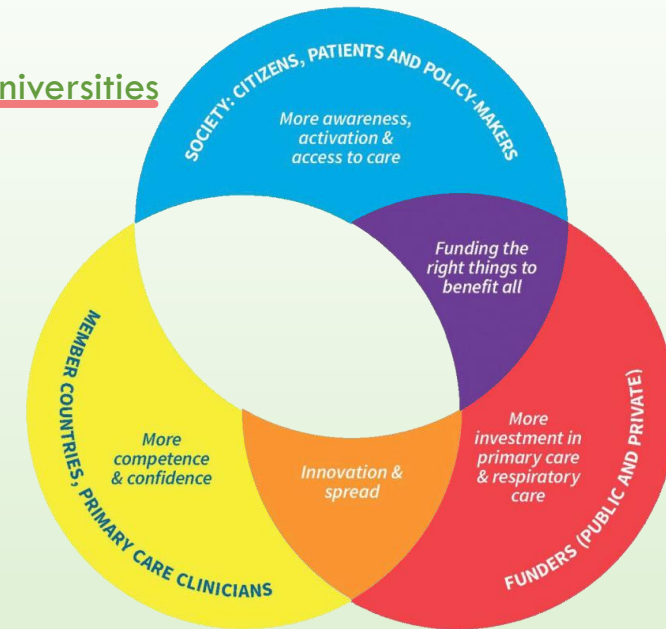 niversities
SOCIETY: CITIZENS, PATIENTS AND POLICY-MAKERS
More awareness,
activation &
access to care
Funding the
right things to
benefit all
MEMBER COUNTRIES, PRIMARY CARE CLINICIANS
More
competence
& confidence
Innovation &
spread
More
investment in
primary care
& respiratory
care
FUNDERS (PUBLIC AND PRIVATE)